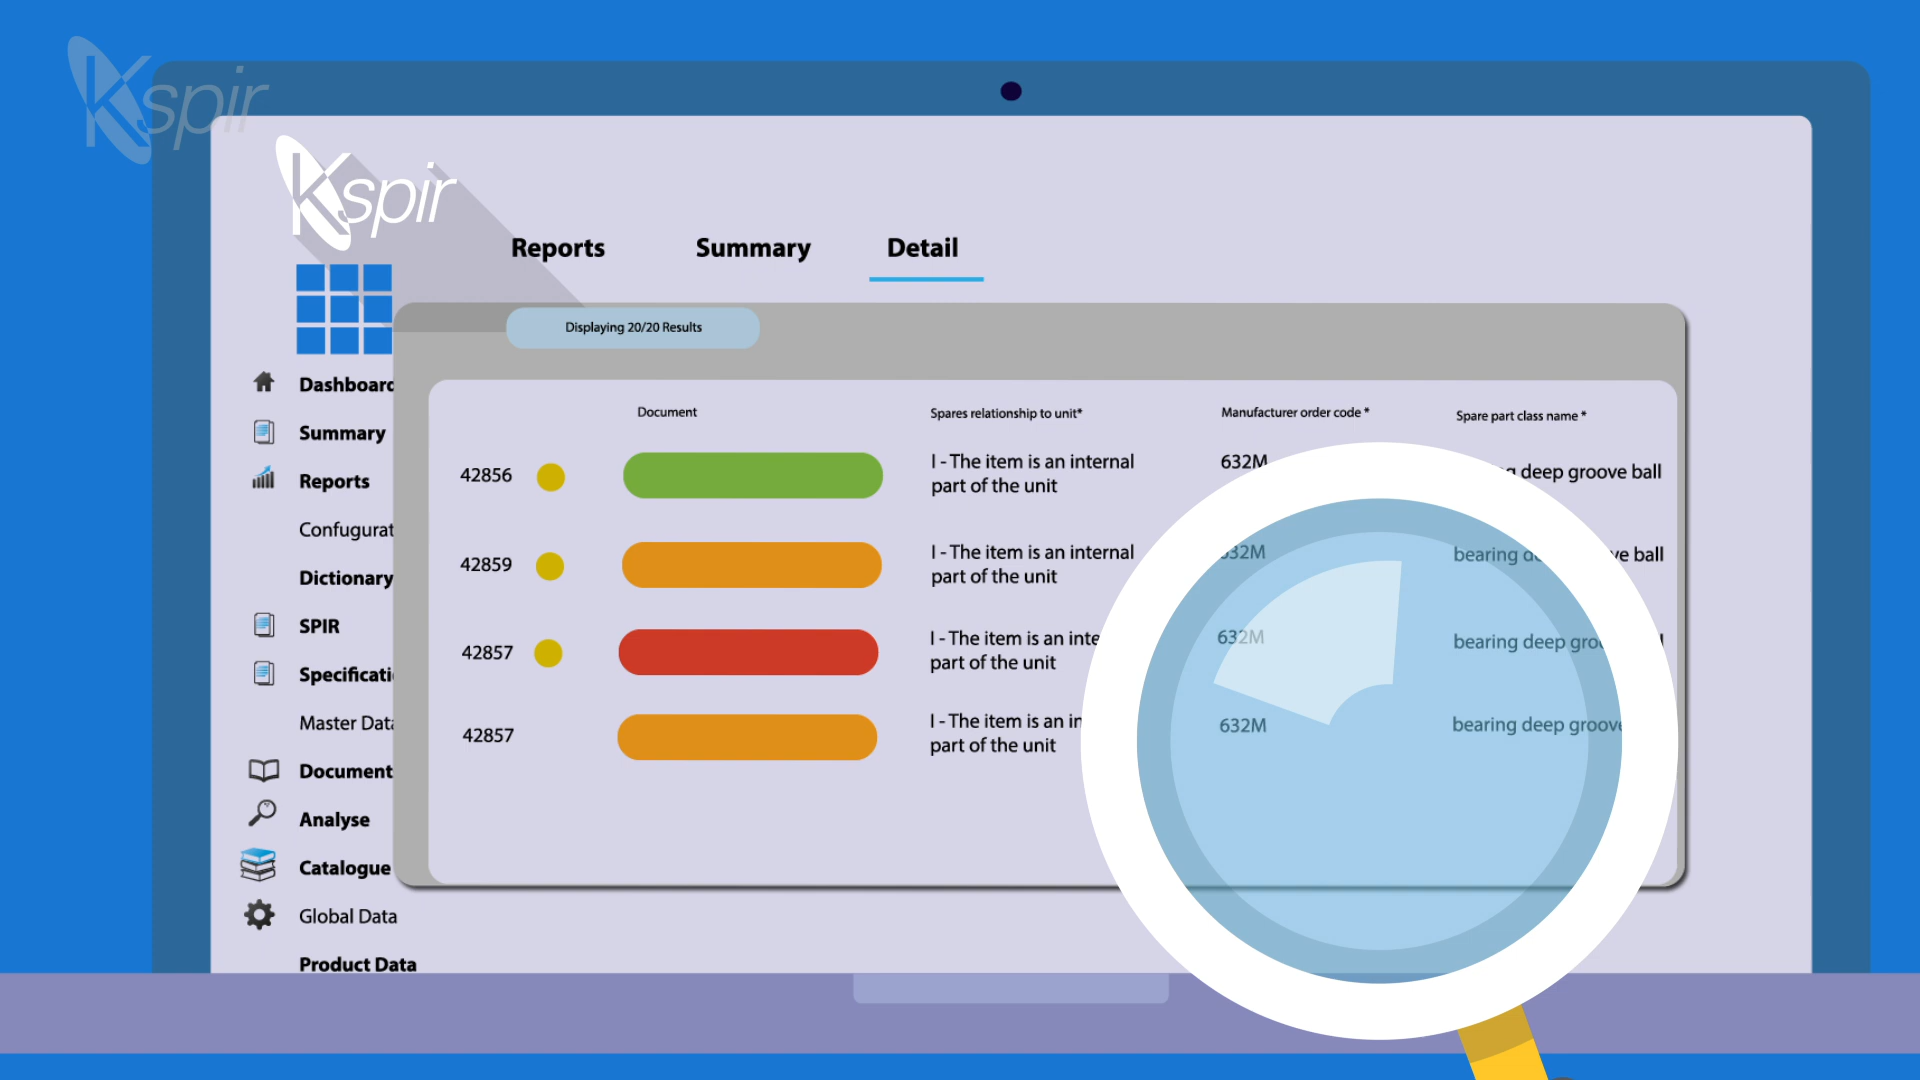 Kspir
Kspir
Reports Summary Detail
Displaying 20/20 Results
Dashboard
Summary
Reports
Confugurat
Dictionary
SPIR
Specificati
Master Data
Document
Analyse
Catalogue
Global Data
Product Data
Document Spares relationship to unit* Manufacturer order code * Spare part class name *
42856 I - The item is an internal 632M deep groove ball
part of the unit
42859 I - The item is an internal 632M bearing ball
part of the unit
42857 I - The item is an inte 632M bearing deep groo
part of the unit
42857 I - The item is an in 632M bearing deep groove
part of the unit